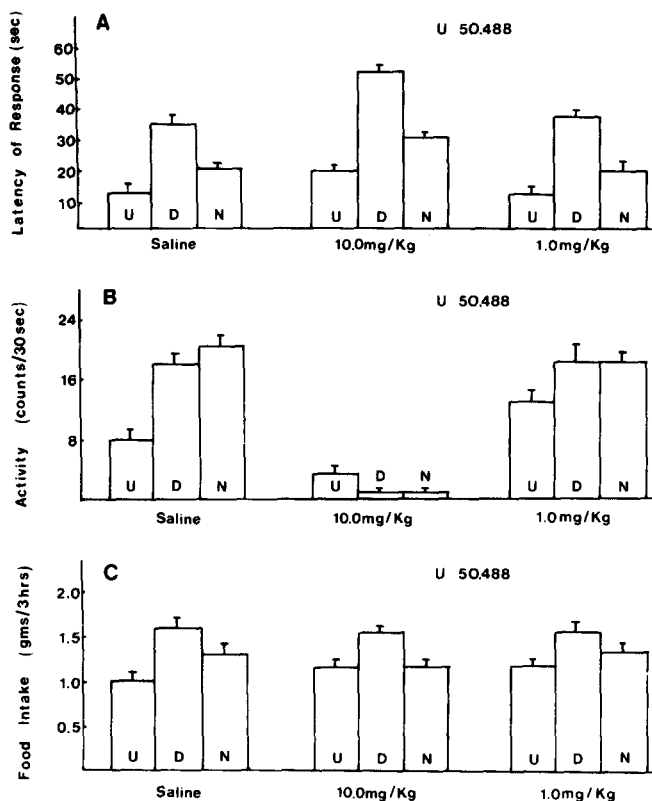 A
U 50.488
Latency of Response (sec)
60
50
40
30
20
10
U D N
U D N
U D N
Saline
10.0mg/Kg
1.0mg/Kg
B
U 50.488
Activity (counts/30sec)
24
16
8
U D N
U D N
U D N
Saline
10.0mg/Kg
1.0mg/Kg
C
U 50.488
Food Intake (gms/3hrs)
2.0
1.5
1.0
0.5
U D N
U D N
U D N
Saline
10.0mg/Kg
1.0mg/Kg